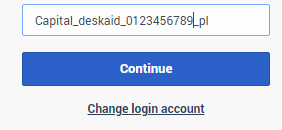 Capital_deskaid_0123456789_pl
Continue
Change login account